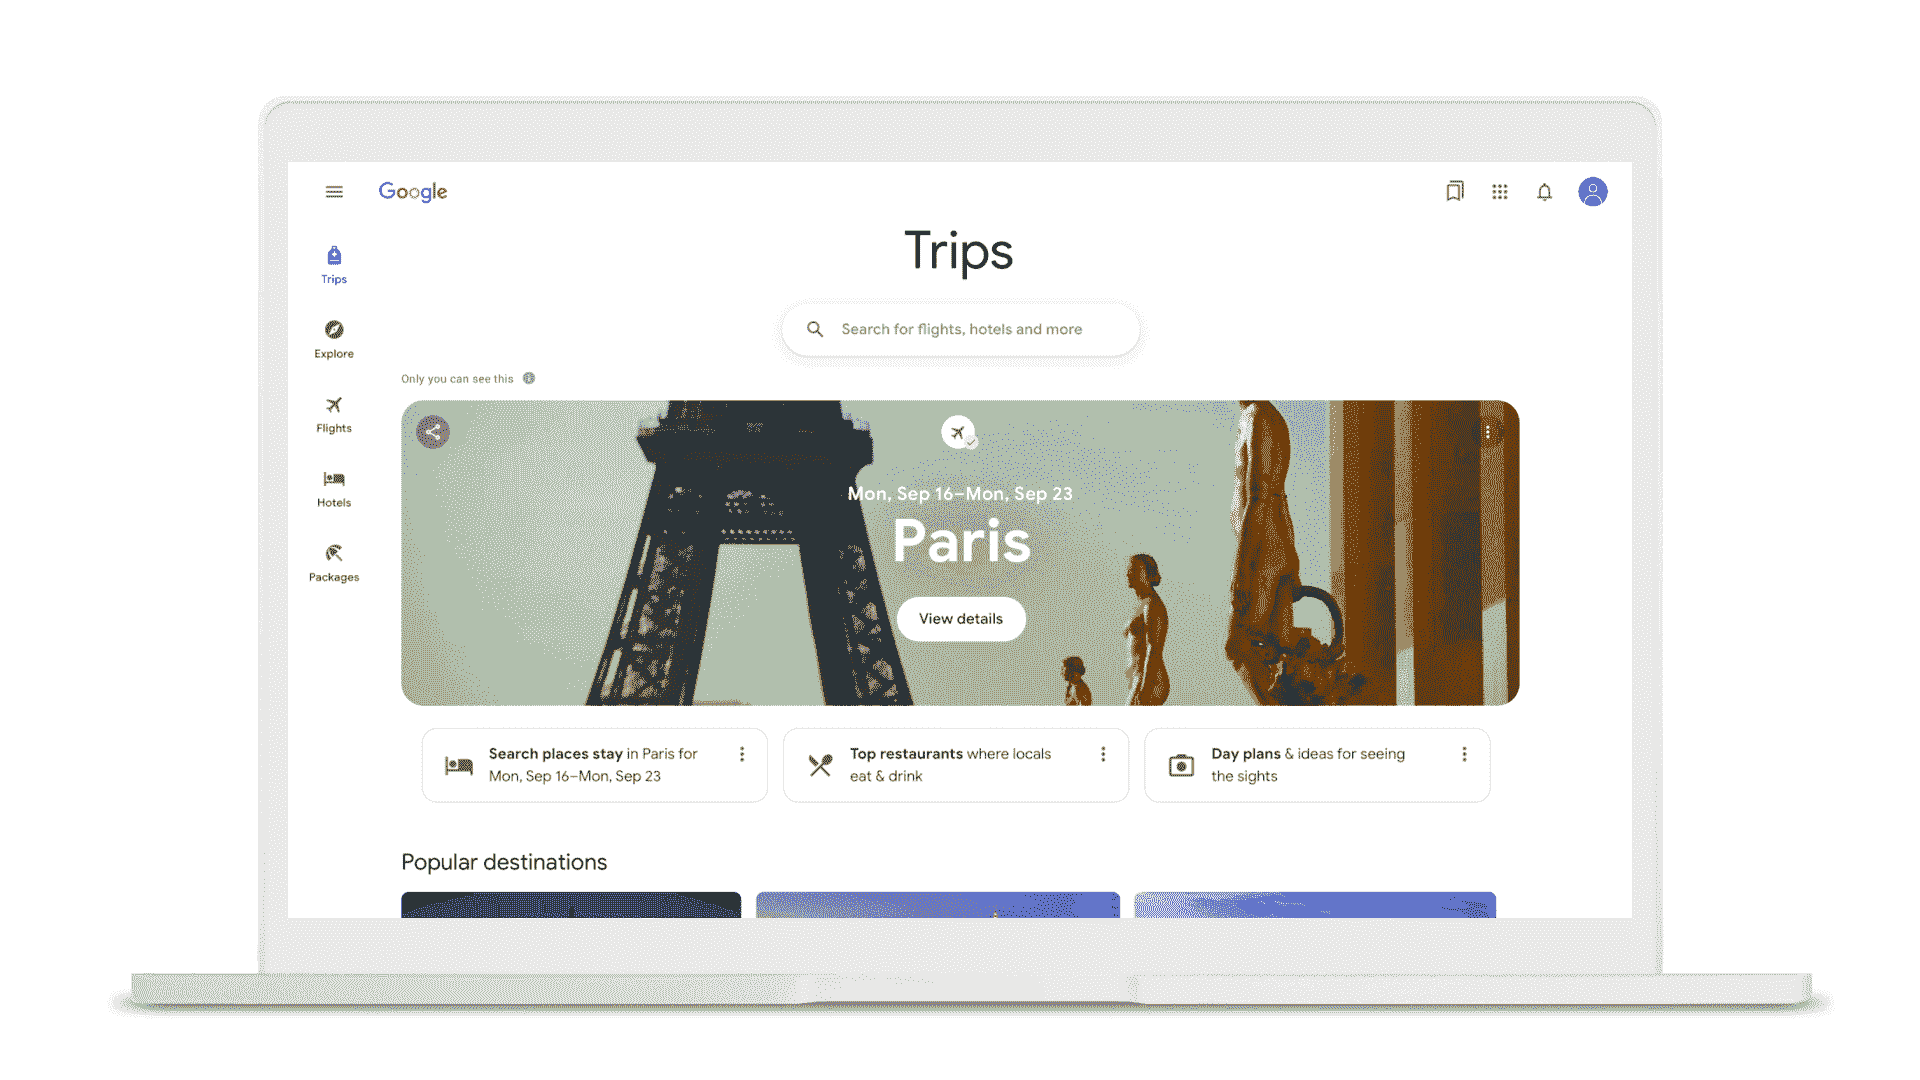 Google
Trips
Search for flights, hotels and more
Trips
Explore
Flights
Hotels
Packages
Only you can see this
Mon, Sep 16–Mon, Sep 23
Paris
View details
Search places stay in Paris for
Mon, Sep 16–Mon, Sep 23
Top restaurants where locals
eat & drink
Day plans & ideas for seeing
the sights
Popular destinations